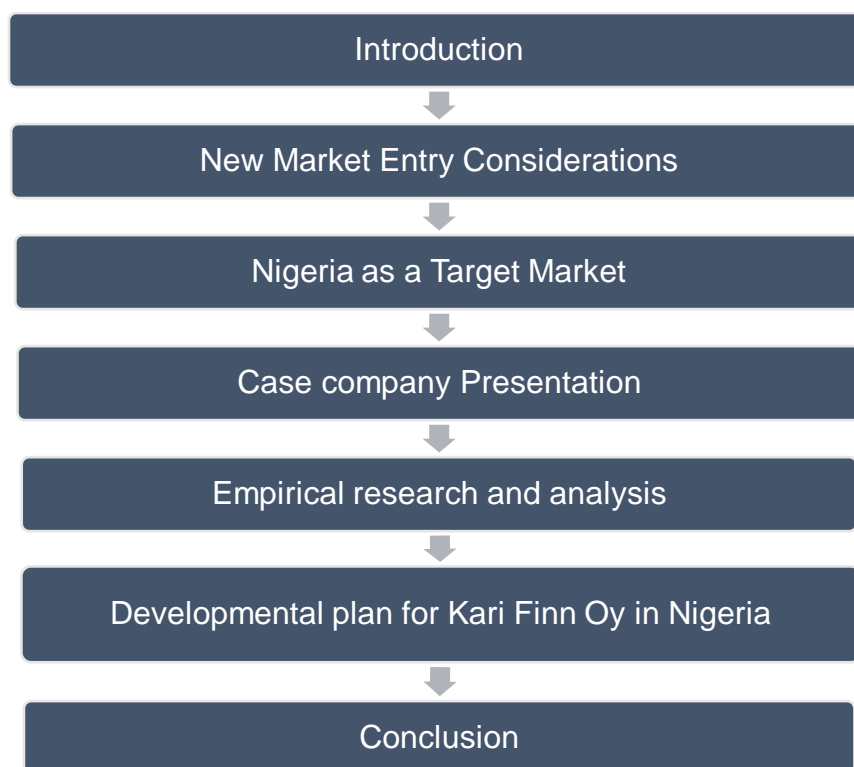 Introduction
New Market Entry Considerations
Nigeria as a Target Market
Case company Presentation
Empirical research and analysis
Developmental plan for Kari Finn Oy in Nigeria
Conclusion